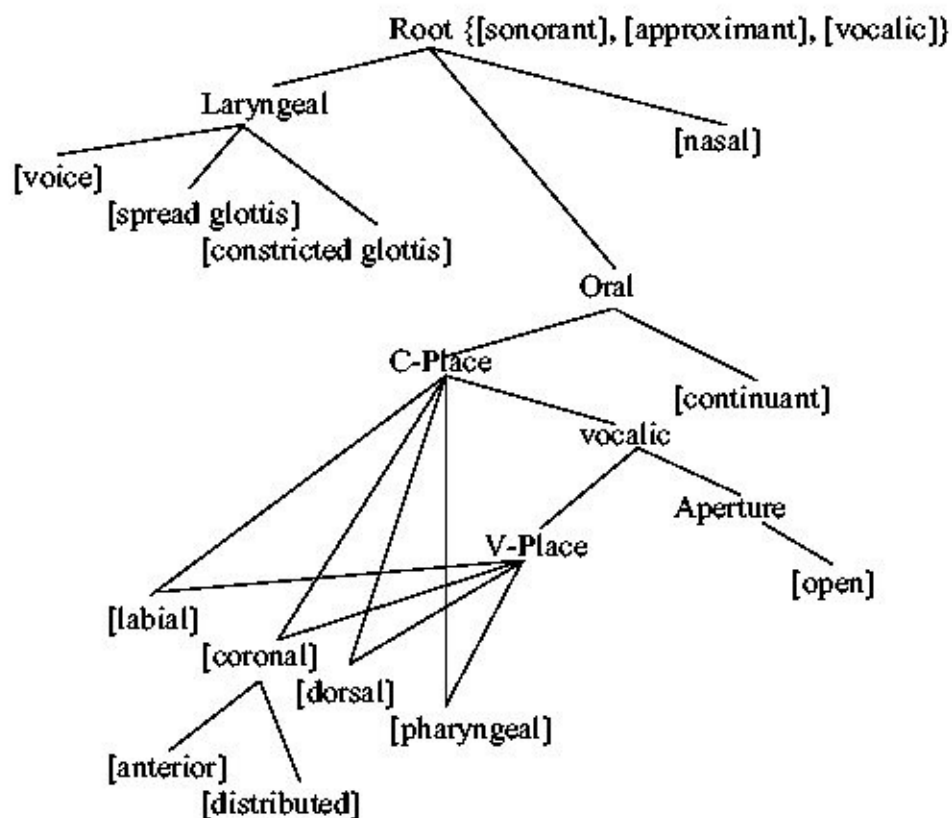 Root {[sonorant], [approximant], [vocalic]}
Laryngeal
[nasal]
[voice]
[spread glottis]
[constricted glottis]
Oral
C-Place
[continuant]
vocalic
Aperture
V-Place
[open]
[labial]
[coronal]
[dorsal]
[pharyngeal]
[anterior]
[distributed]